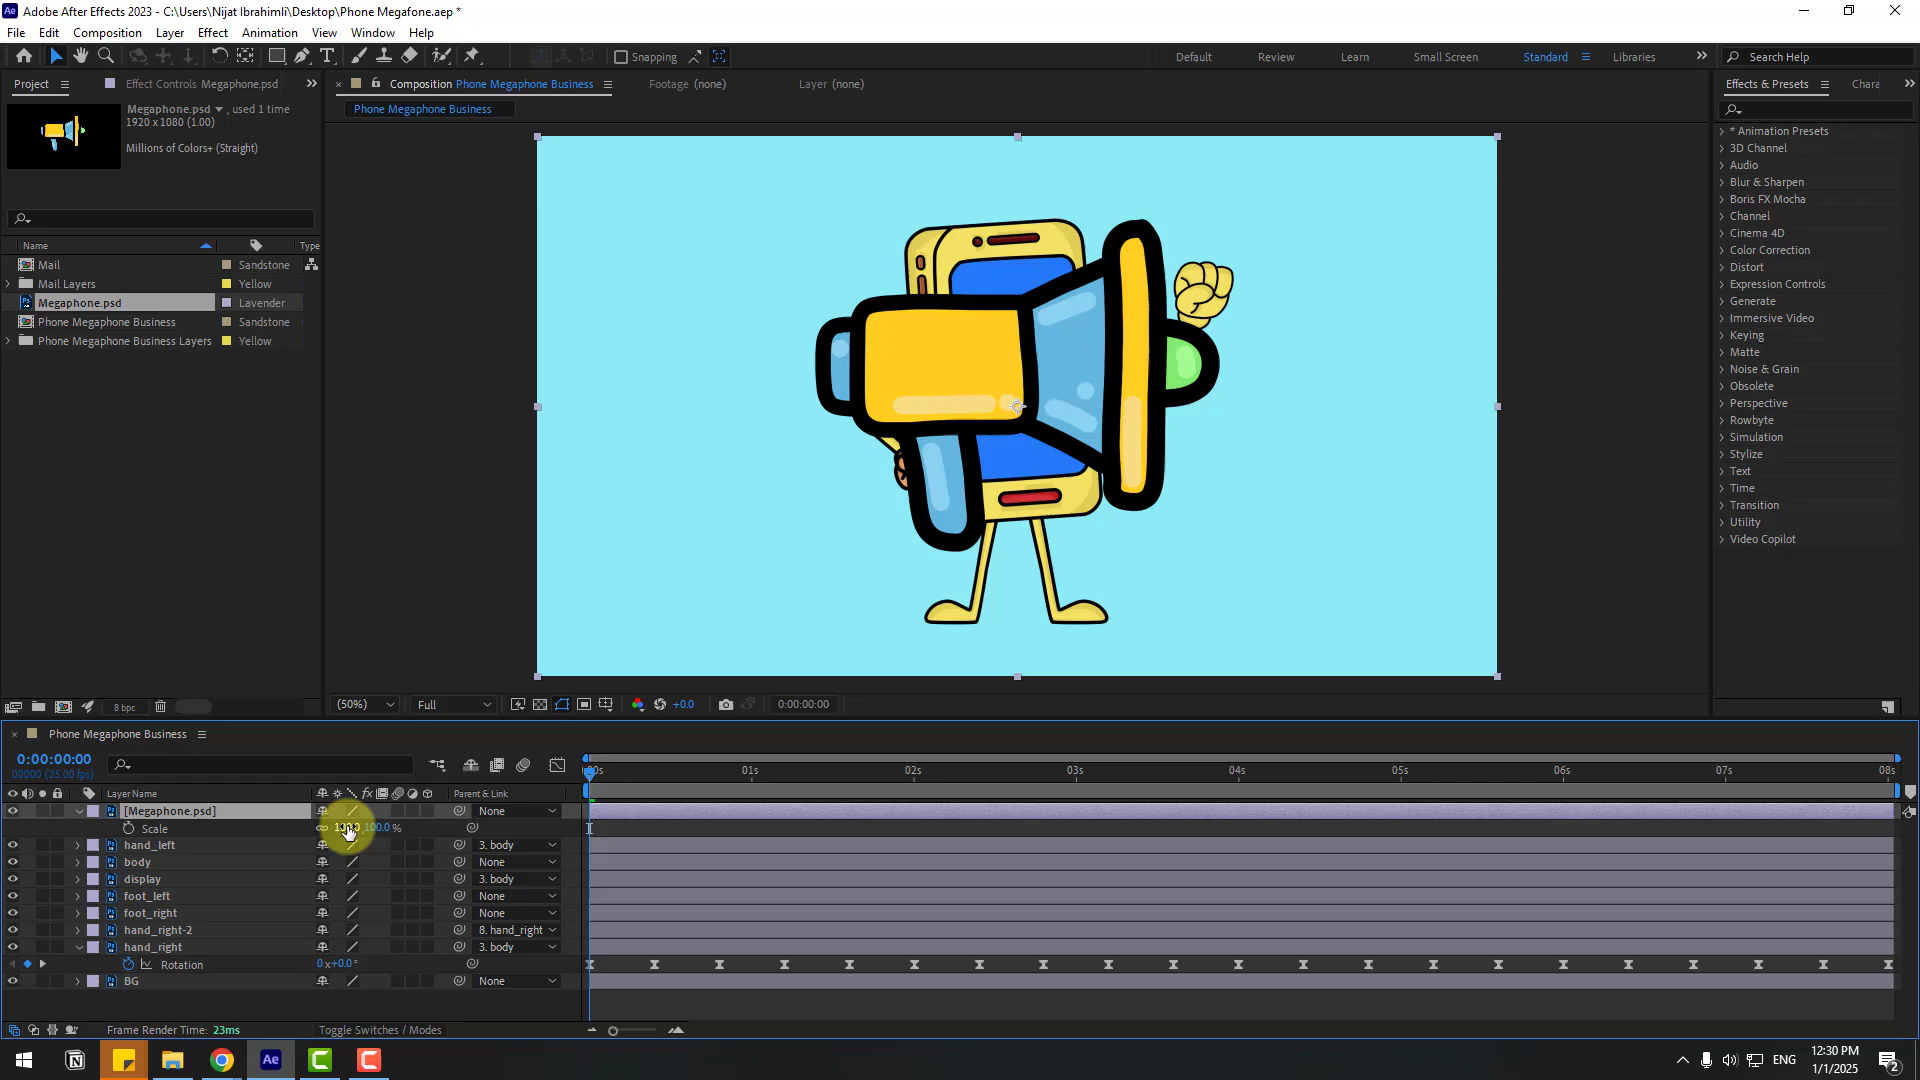 Adobe After Effects 2023 - C:\Users\Nijat Ibrahimli\Desktop\Phone Megafone.aep *
File Edit Composition Layer Effect Animation View Window Help
Snapping Default Review Learn Small Screen Standard Libraries Search Help
Project Effect Controls Megaphone.psd Composition Phone Megaphone Business Footage (none) Layer (none) Effects & Presets Chara
Phone Megaphone Business
Megaphone.psd , used 1 time
1920 x 1080 (1.00)
Millions of Colors+ (Straight)
Name Type
Mail Sandstone
Mail Layers Yellow
Megaphone.psd Lavender
Phone Megaphone Business Sandstone
Phone Megaphone Business Layers Yellow
* Animation Presets
3D Channel
Audio
Blur & Sharpen
Boris FX Mocha
Channel
Cinema 4D
Color Correction
Distort
Expression Controls
Generate
Immersive Video
Keying
Matte
Noise & Grain
Obsolete
Perspective
Rowbyte
Simulation
Stylize
Text
Time
Transition
Utility
Video Copilot
8 bpc (50%) Full +0.0 0:00:00:00
Phone Megaphone Business
0:00:00:00
00000 (25.00 fps)
01s 02s 03s 04s 05s 06s 07s 08s
Layer Name fx Parent & Link
[Megaphone.psd] None
Scale 100.0 %
hand_left 3. body
body None
display 3. body
foot_left None
foot_right None
hand_right-2 8. hand_right
hand_right 3. body
Rotation 0x+0.0°
BG None
Frame Render Time: 23ms Toggle Switches / Modes
Ae ENG
12:30 PM
1/1/2025
2